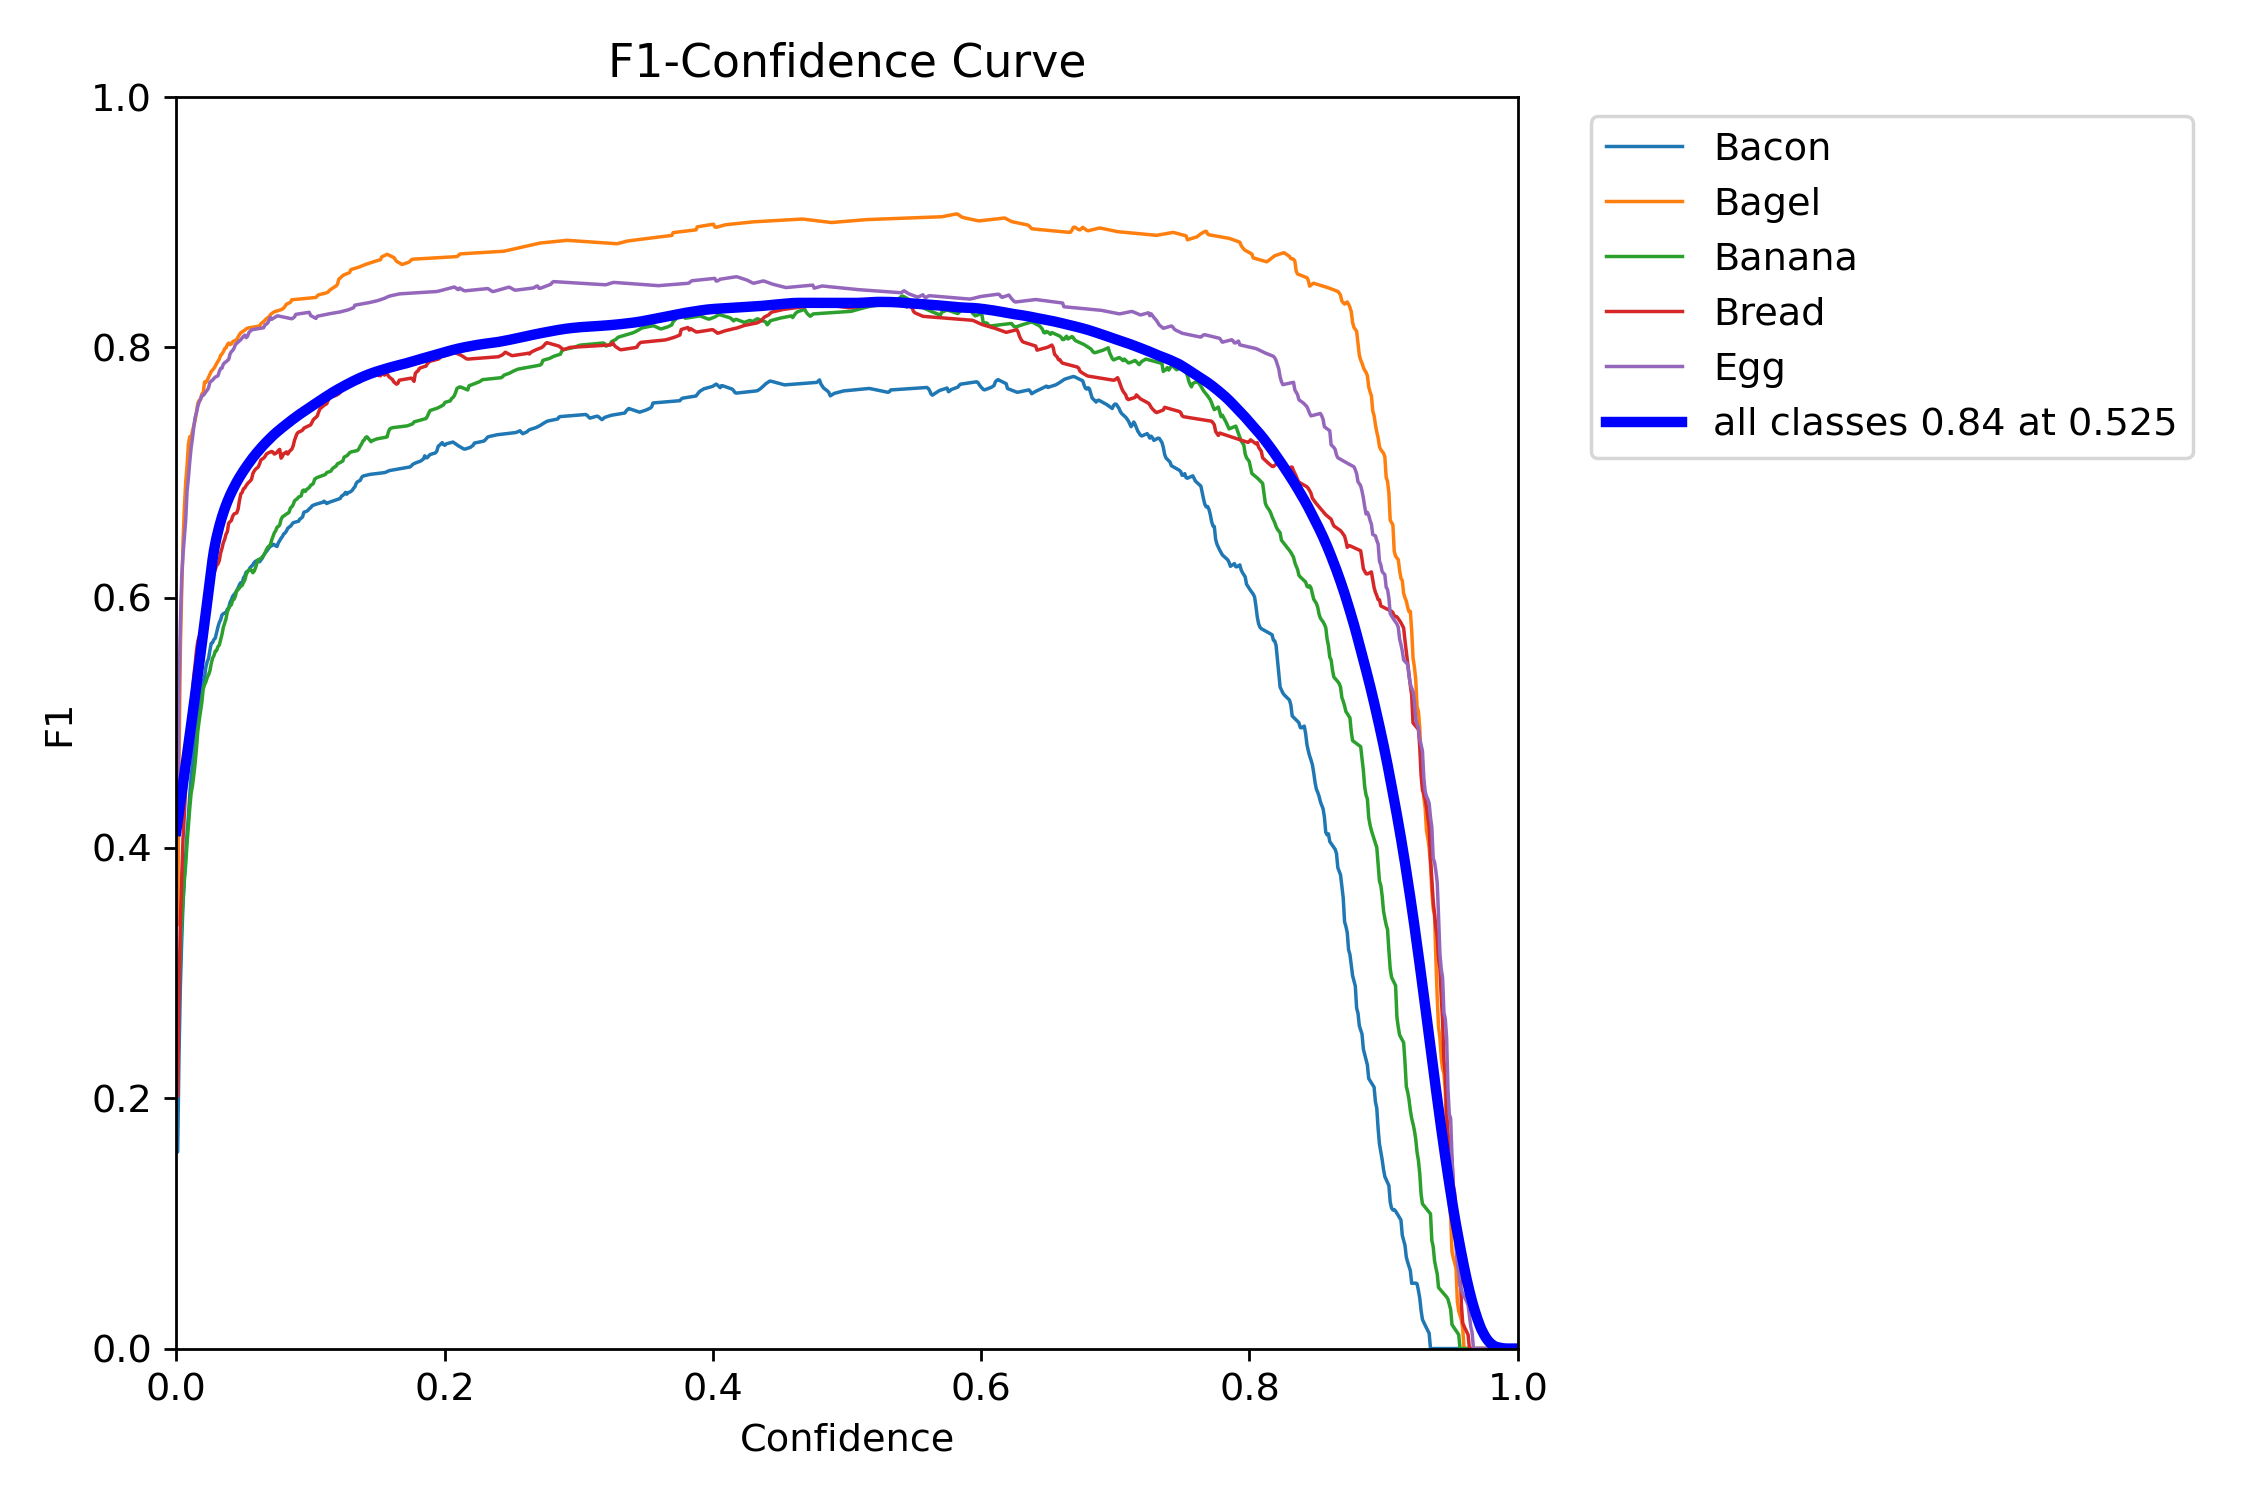 F1-Confidence Curve
1.0
0.8
0.6
0.4
0.2
0.0
F1
0.0 0.2 0.4 0.6 0.8 1.0
Confidence
Bacon
Bagel
Banana
Bread
Egg
all classes 0.84 at 0.525